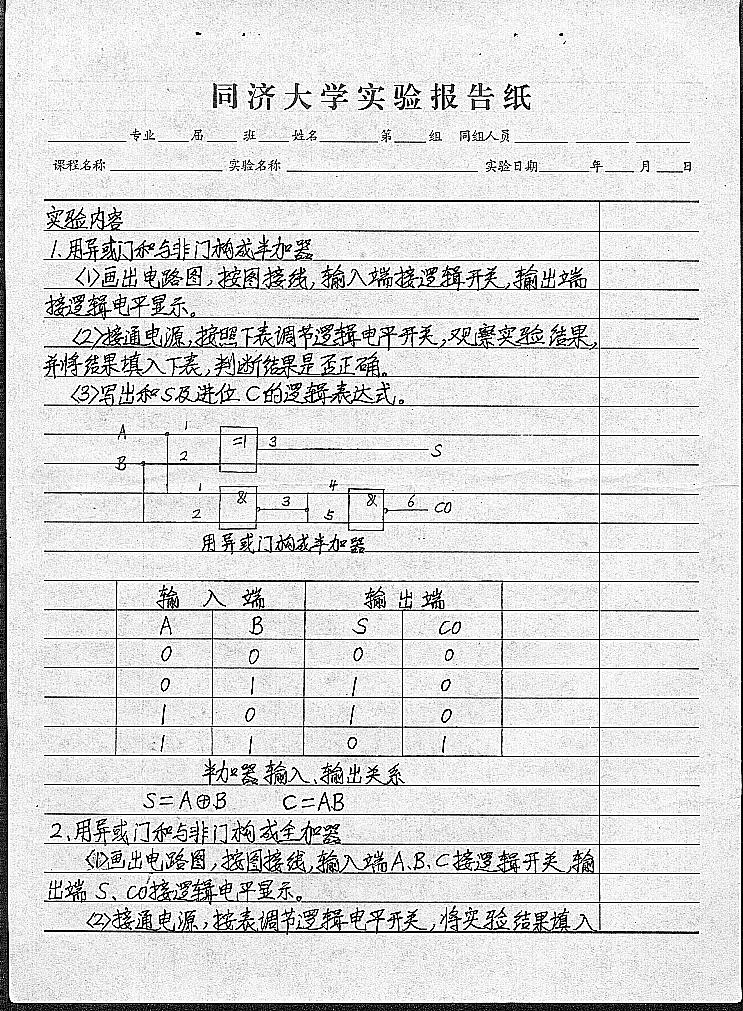 同济大学实验报告纸
专业 届 班 姓名 第 组 同组人员
课程名称 实验名称 实验日期 年 月 日
实验内容
1.用异或门和与非门构成半加器
(1)画出电路图,按图接线,输入端接逻辑开关,输出端
接逻辑电平显示。
(2)接通电源,按照下表调节逻辑电平开关,观察实验结果,
并将结果填入下表,判断结果是否正确。
(3)写出和S及进位C的逻辑表达式。
A 1 =1 3 S
B 2
1 & 3 4 & 6 CO
2 5
用异或门构成半加器
输入端 输出端
A B S CO
0 0 0 0
0 1 1 0
1 0 1 0
1 1 0 1
半加器输入、输出关系
S=A⊕B C=AB
2.用异或门和与非门构成全加器
(1)画出电路图,按图接线,输入端A、B、C接逻辑开关,输
出端S、CO接逻辑电平显示。
(2)接通电源,按表调节逻辑电平开关,将实验结果填入